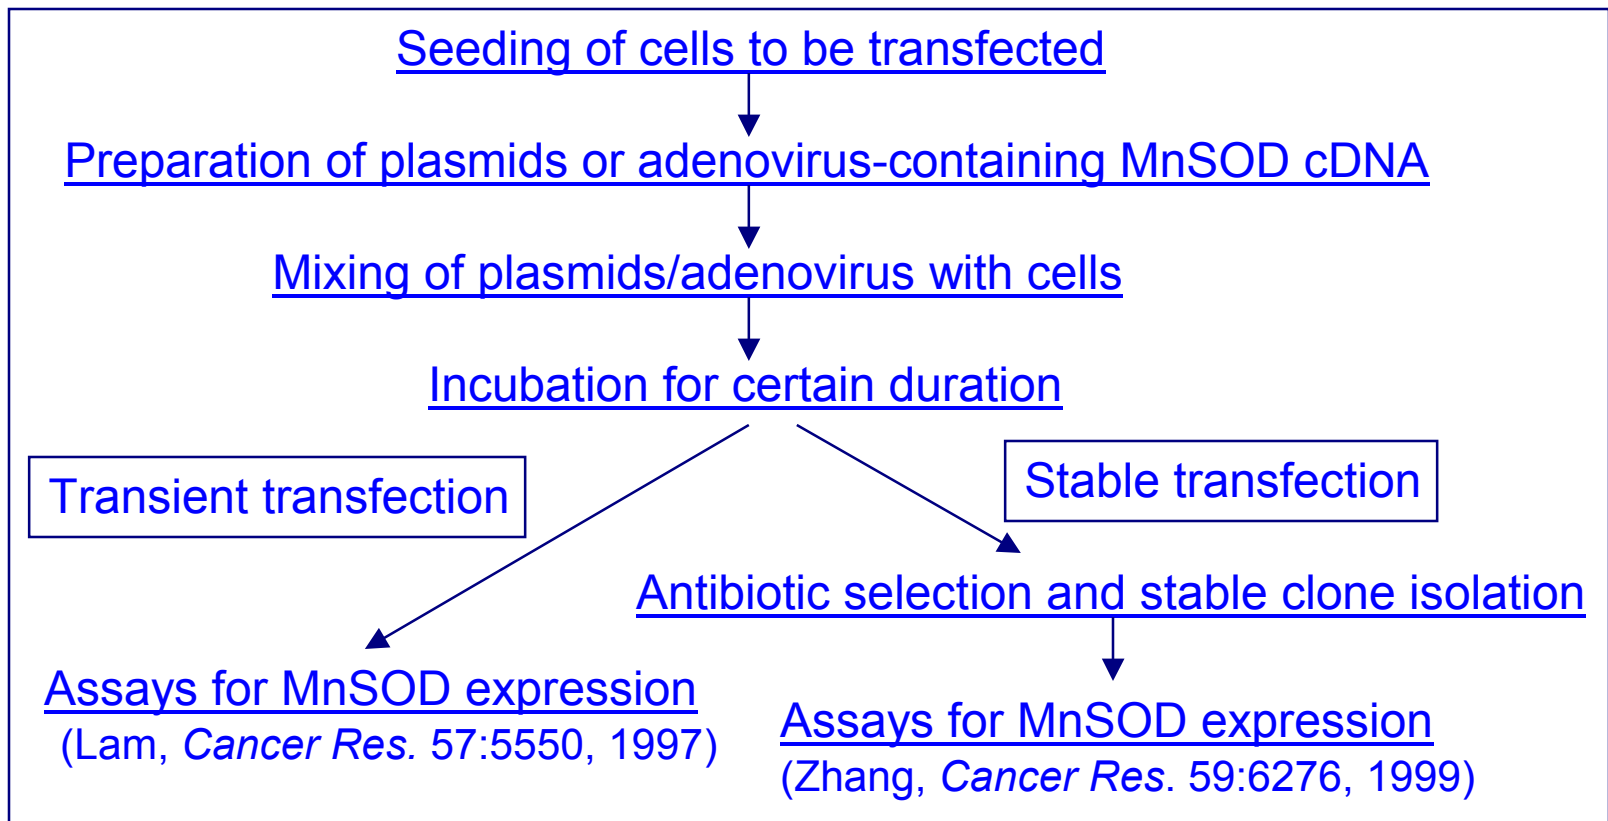 Seeding of cells to be transfected
Preparation of plasmids or adenovirus-containing MnSOD cDNA
Mixing of plasmids/adenovirus with cells
Incubation for certain duration
Transient transfection
Stable transfection
Antibiotic selection and stable clone isolation
Assays for MnSOD expression
(Lam, Cancer Res. 57:5550, 1997)
Assays for MnSOD expression
(Zhang, Cancer Res. 59:6276, 1999)